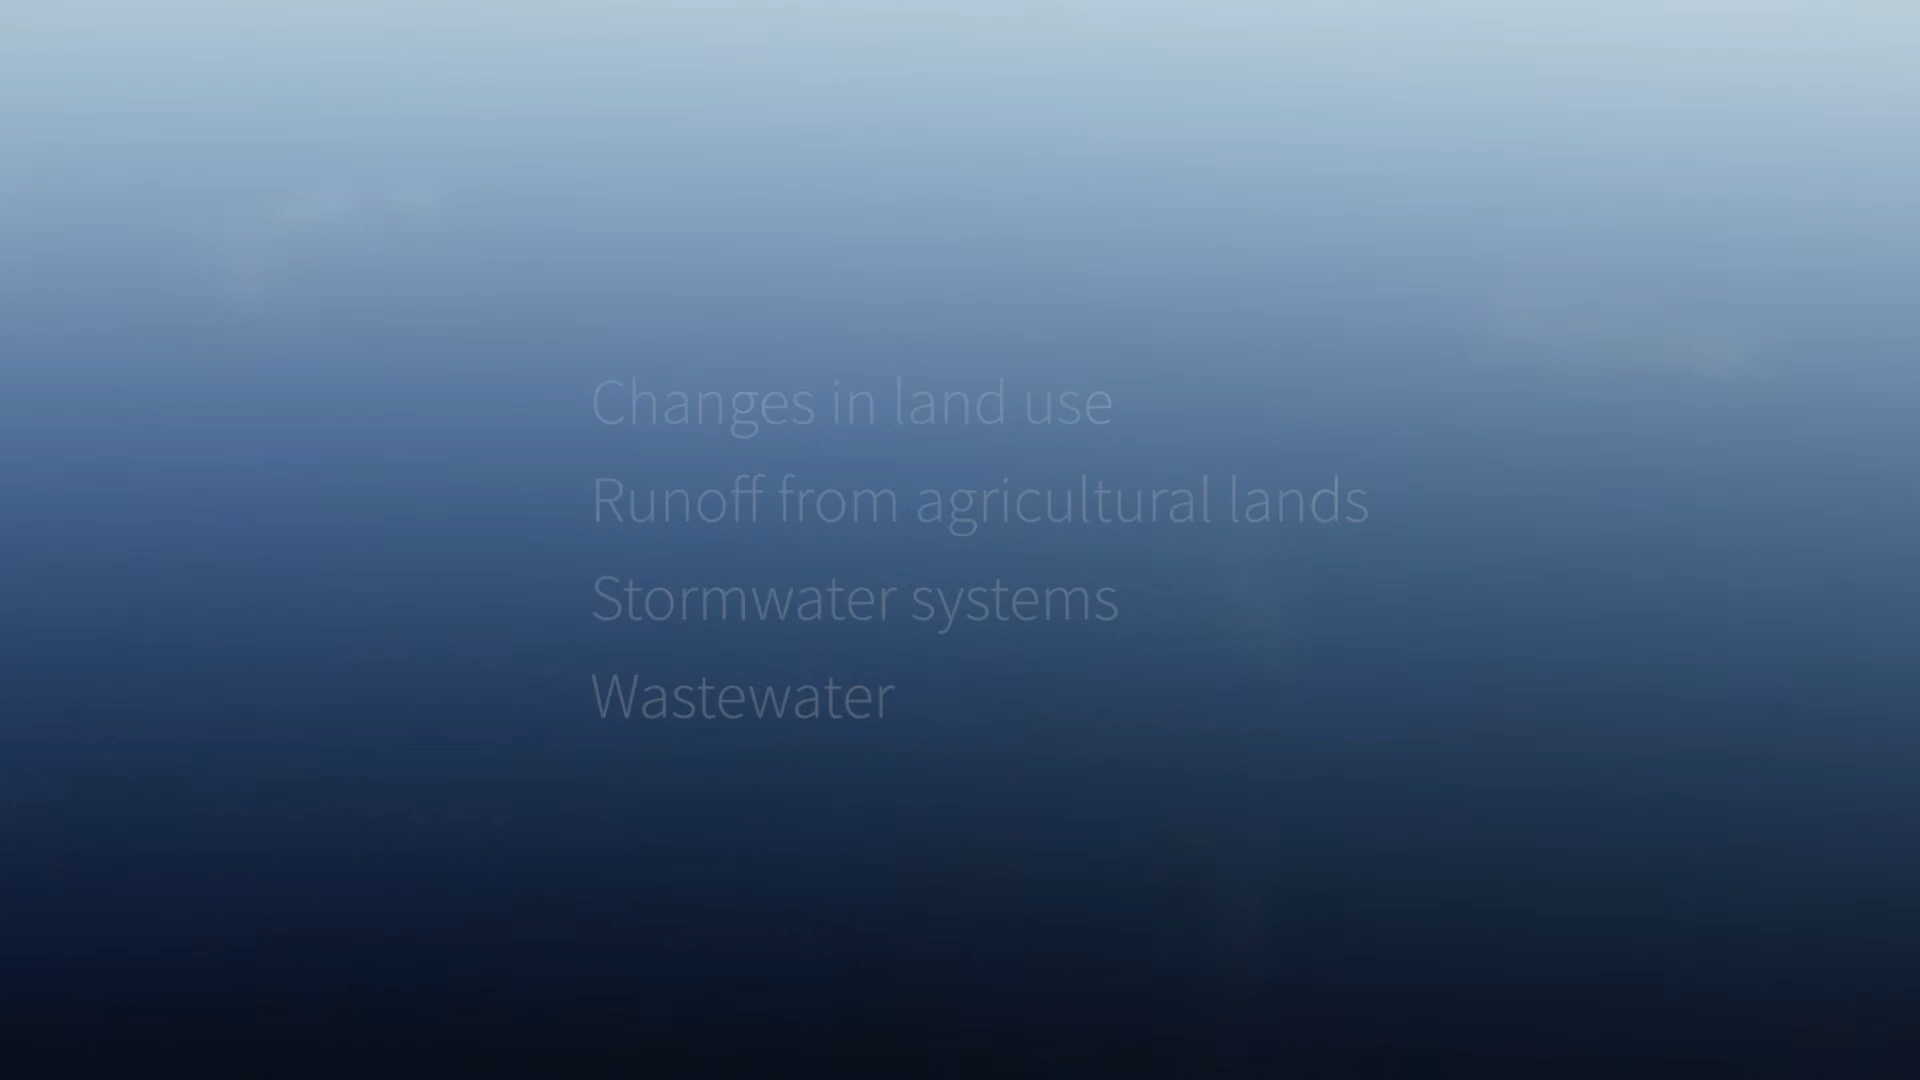 Changes in land use
Runoff from agricultural lands
Stormwater systems
Wastewater